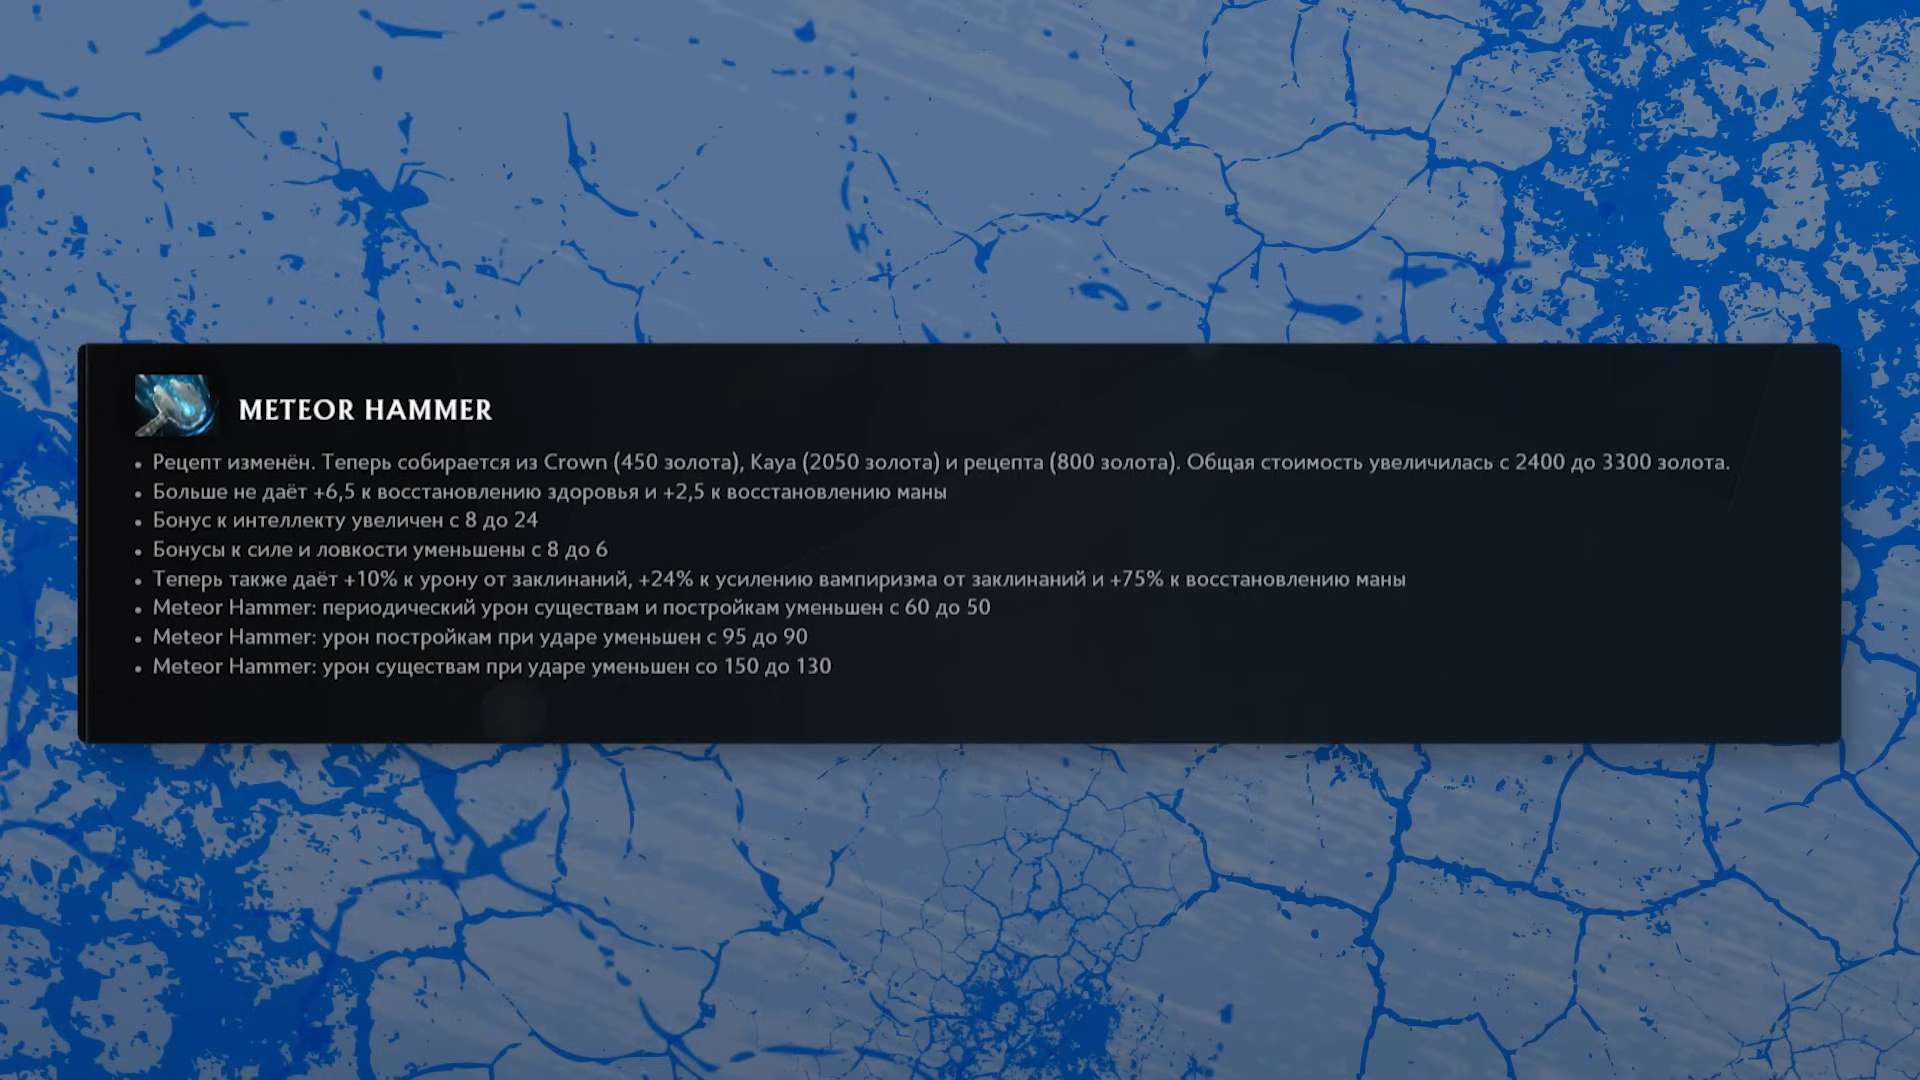 METEOR HAMMER
• Рецепт изменён. Теперь собирается из Crown (450 золота), Kaya (2050 золота) и рецепта (800 золота). Общая стоимость увеличилась с 2400 до 3300 золота.
• Больше не даёт +6,5 к восстановлению здоровья и +2,5 к восстановлению маны
• Бонус к интеллекту увеличен с 8 до 24
• Бонусы к силе и ловкости уменьшены с 8 до 6
• Теперь также даёт +10% к урону от заклинаний, +24% к усилению вампиризма от заклинаний и +75% к восстановлению маны
• Meteor Hammer: периодический урон существам и постройкам уменьшен с 60 до 50
• Meteor Hammer: урон постройкам при ударе уменьшен с 95 до 90
• Meteor Hammer: урон существам при ударе уменьшен со 150 до 130